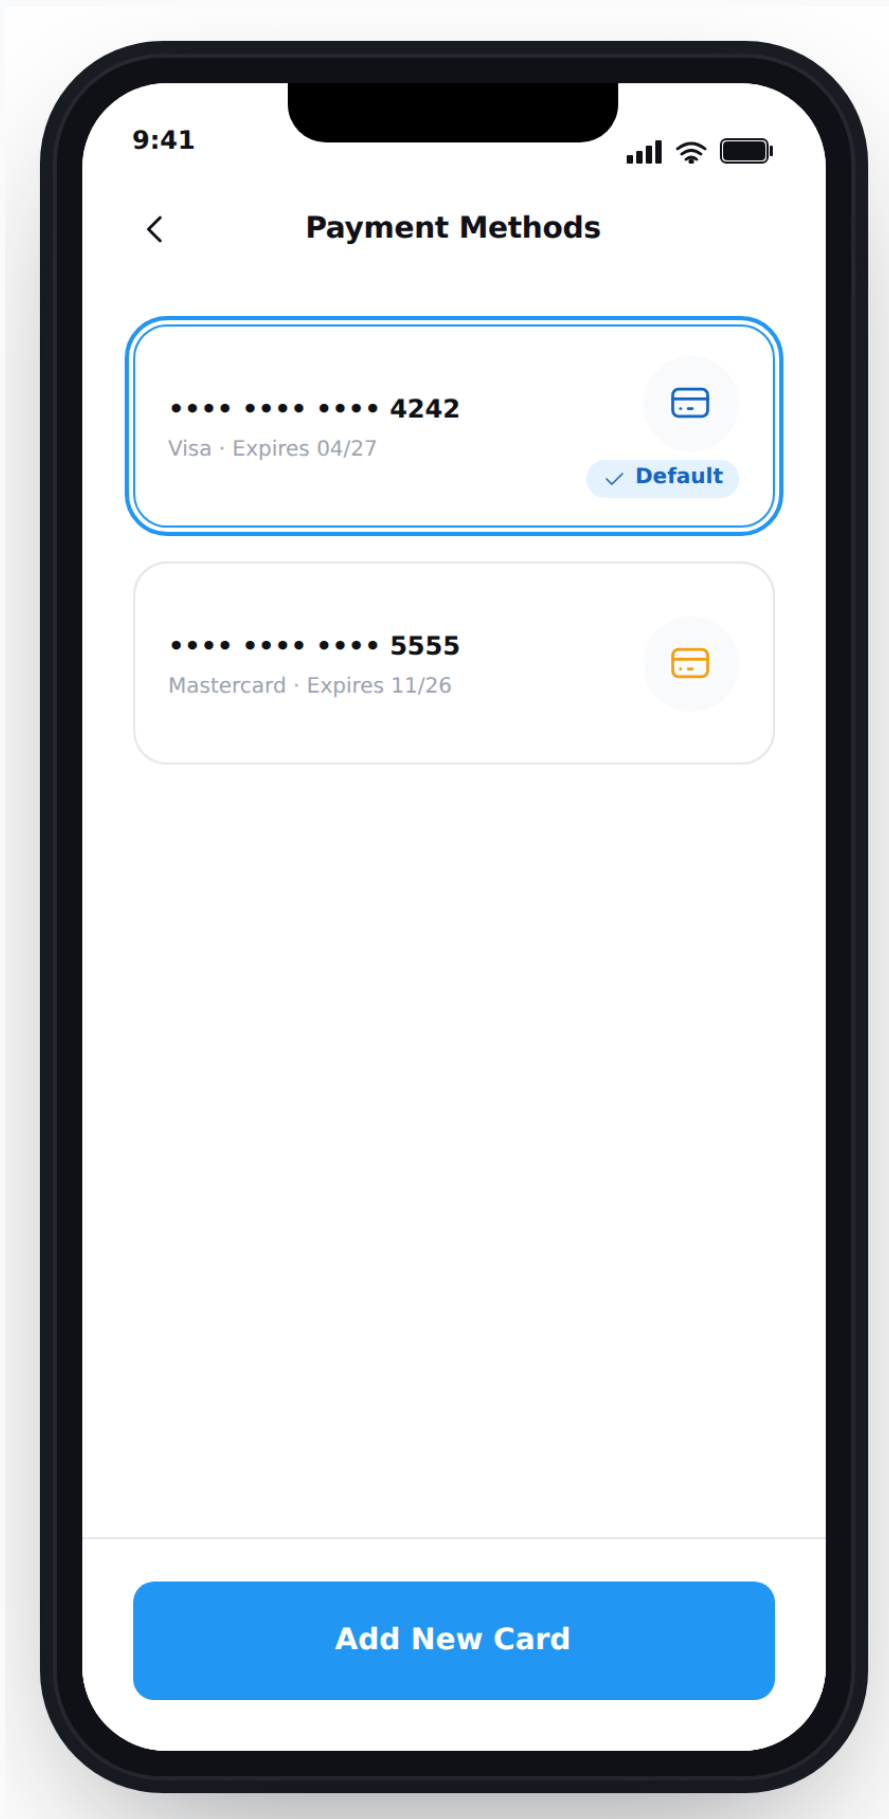 9:41
Payment Methods
•••• •••• •••• 4242
Visa · Expires 04/27
Default
•••• •••• •••• 5555
Mastercard · Expires 11/26
Add New Card